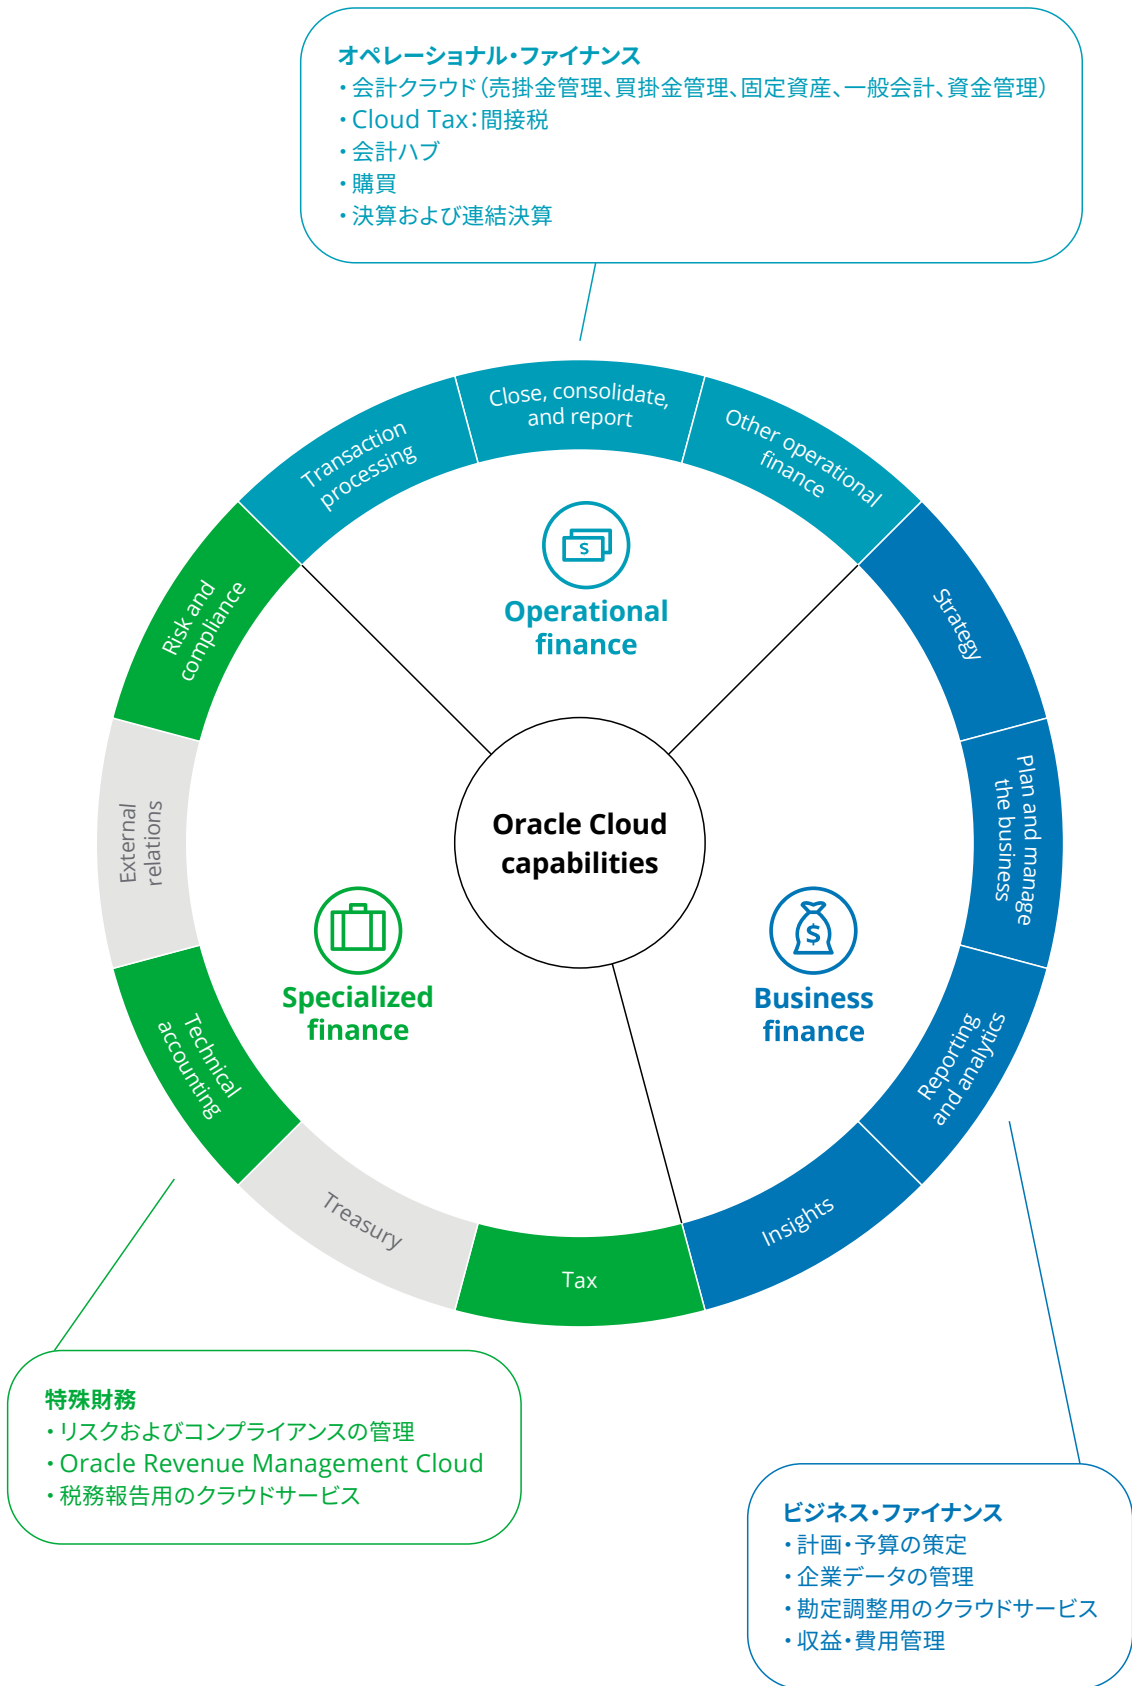 オペレーショナル・ファイナンス
・会計クラウド（売掛金管理、買掛金管理、固定資産、一般会計、資金管理）
・Cloud Tax：間接税
・会計ハブ
・購買
・決算および連結決算
Close, consolidate,
and report
Transaction
processing
Other operational
finance
Risk and
compliance
Strategy
S
Operational
finance
External
relations
Plan and manage
the business
Oracle Cloud
capabilities
Specialized
finance
$
Business
finance
Technical
accounting
Reporting
and analytics
Treasury
Insights
Tax
特殊財務
・リスクおよびコンプライアンスの管理
・Oracle Revenue Management Cloud
・税務報告用のクラウドサービス
ビジネス・ファイナンス
・計画・予算の策定
・企業データの管理
・勘定調整用のクラウドサービス
・収益・費用管理